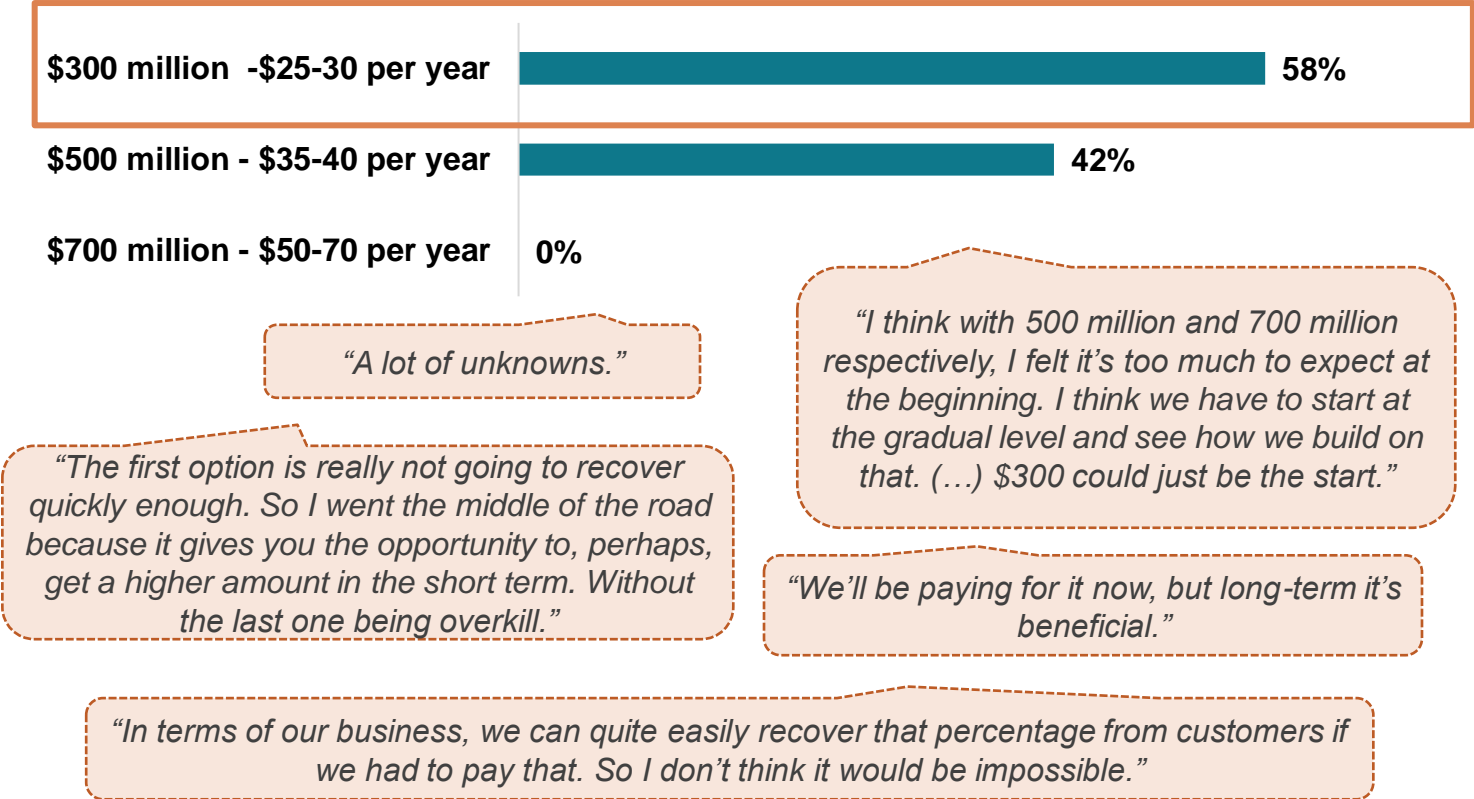 $300 million  -$25-30 per year
58%
$500 million - $35-40 per year
42%
$700 million - $50-70 per year
0%
“A lot of unknowns.”
“I think with 500 million and 700 million
respectively, I felt it’s too much to expect at
the beginning. I think we have to start at
the gradual level and see how we build on
that. (…) $300 could just be the start.”
“The first option is really not going to recover
quickly enough. So I went the middle of the road
because it gives you the opportunity to, perhaps,
get a higher amount in the short term. Without
the last one being overkill.”
“We’ll be paying for it now, but long-term it’s
beneficial.”
“In terms of our business, we can quite easily recover that percentage from customers if
we had to pay that. So I don’t think it would be impossible.”